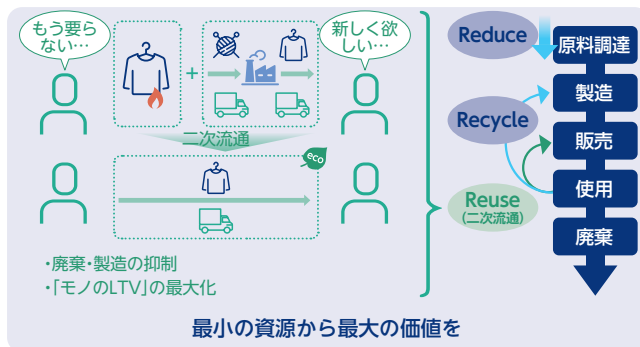 もう要ら
ない…
新しく欲
しい…
+
二次流通
eco
・廃棄・製造の抑制
・「モノのLTV」の最大化
Reduce
Recycle
Reuse
(二次流通)
原料調達
製造
販売
使用
廃棄
最小の資源から最大の価値を